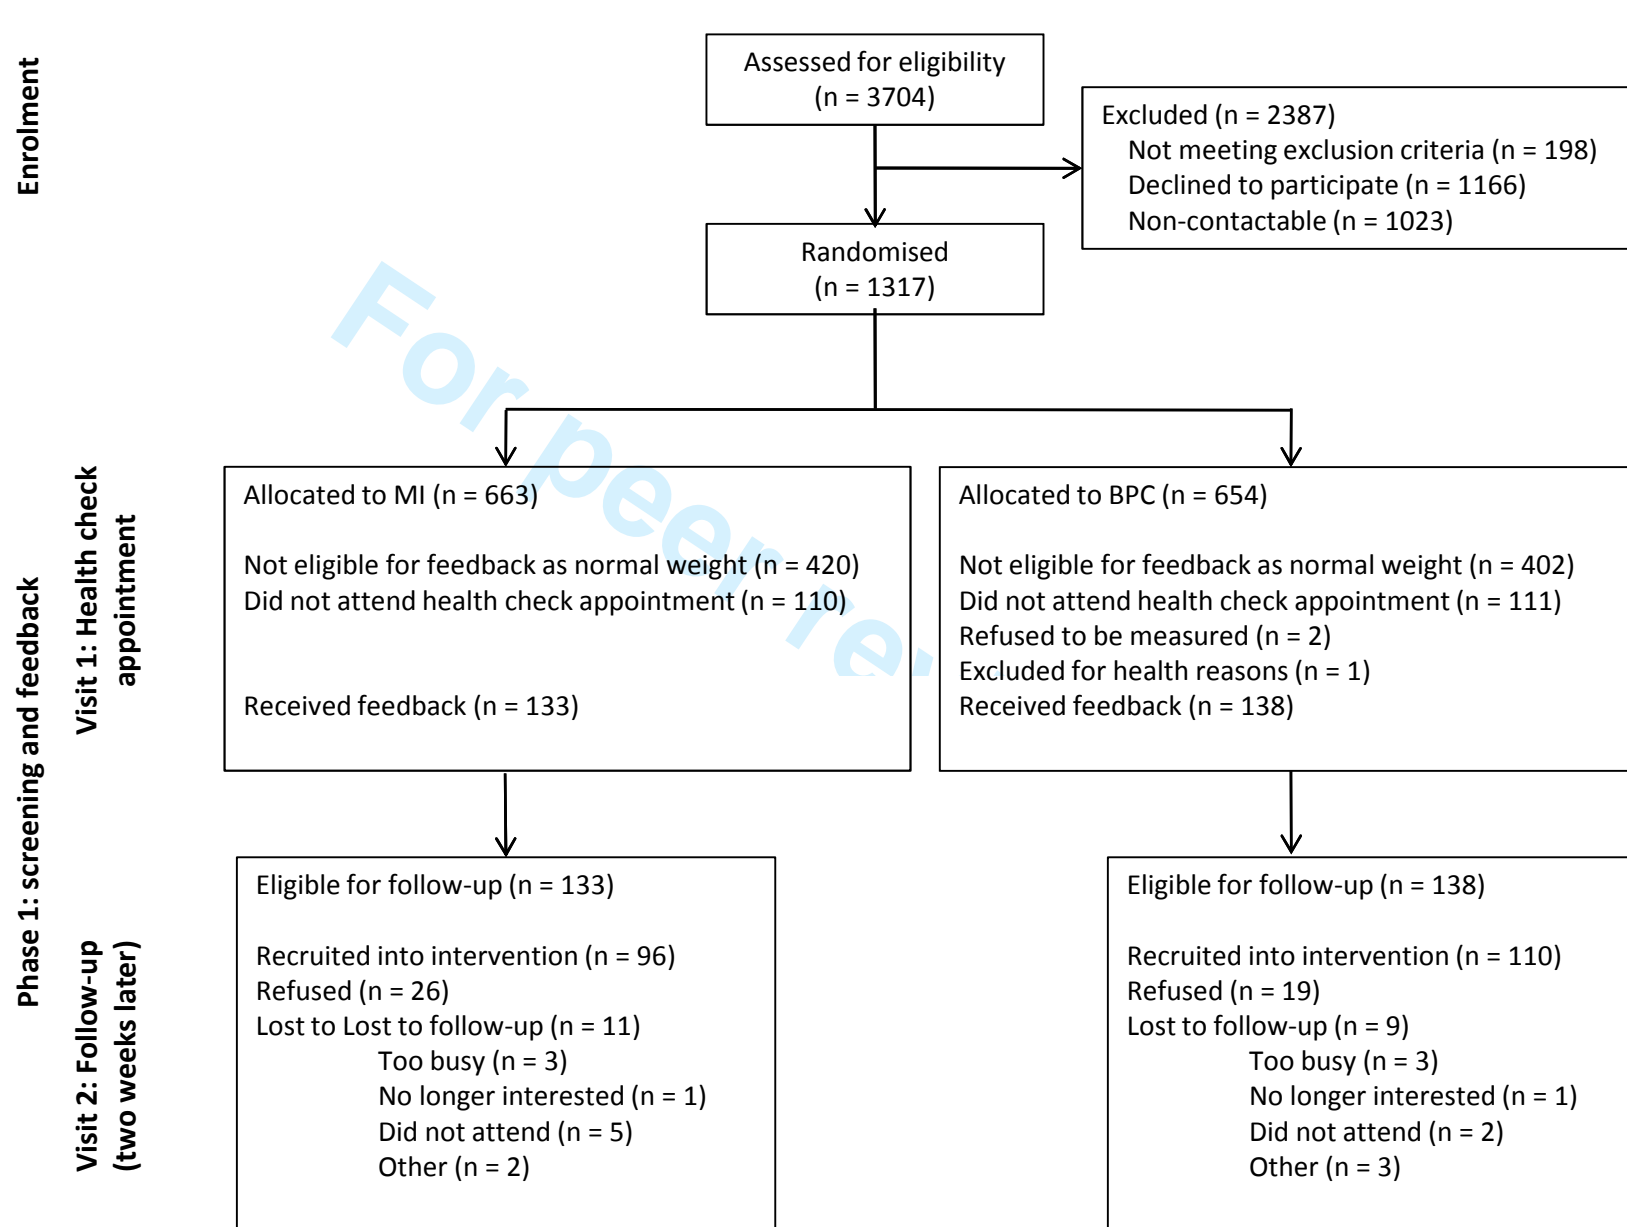 Enrolment
Assessed for eligibility
(n = 3704)
Excluded (n = 2387)
Not meeting exclusion criteria (n = 198)
Declined to participate (n = 1166)
Non-contactable (n = 1023)
Randomised
(n = 1317)
For peer re
Phase 1: screening and feedback
Visit 1: Health check
appointment
Allocated to MI (n = 663)
Not eligible for feedback as normal weight (n = 420)
Did not attend health check appointment (n = 110)
Received feedback (n = 133)
Allocated to BPC (n = 654)
Not eligible for feedback as normal weight (n = 402)
Did not attend health check appointment (n = 111)
Refused to be measured (n = 2)
Excluded for health reasons (n = 1)
Received feedback (n = 138)
Visit 2: Follow-up
(two weeks later)
Eligible for follow-up (n = 133)
Recruited into intervention (n = 96)
Refused (n = 26)
Lost to Lost to follow-up (n = 11)
Too busy (n = 3)
No longer interested (n = 1)
Did not attend (n = 5)
Other (n = 2)
Eligible for follow-up (n = 138)
Recruited into intervention (n = 110)
Refused (n = 19)
Lost to follow-up (n = 9)
Too busy (n = 3)
No longer interested (n = 1)
Did not attend (n = 2)
Other (n = 3)